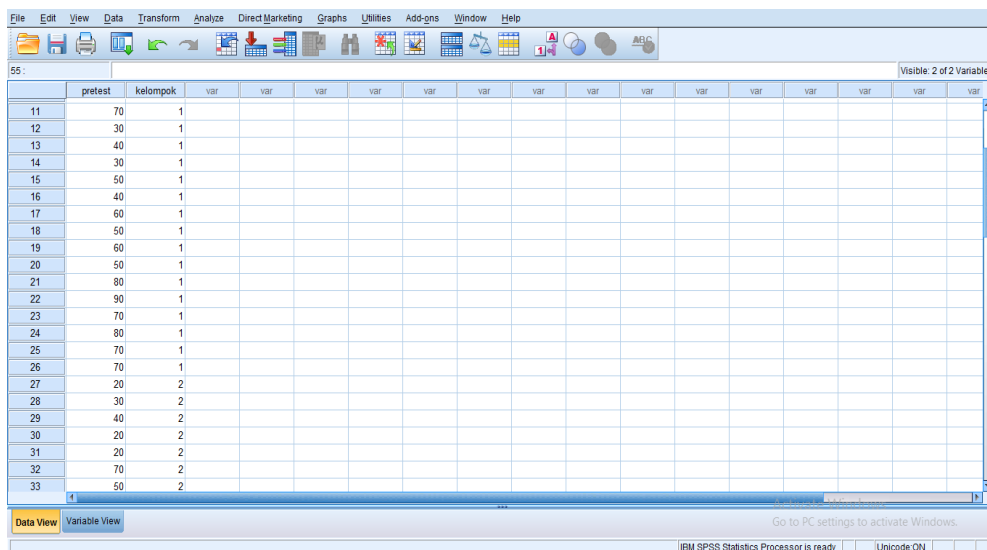 File Edit View Data Transform Analyze Direct Marketing Graphs Utilities Add-ons Window Help
55 : Visible: 2 of 2 Variable
pretest kelompok var var var var var var var var var var var var var var var
11 70 1
12 30 1
13 40 1
14 30 1
15 50 1
16 40 1
17 60 1
18 50 1
19 60 1
20 50 1
21 80 1
22 90 1
23 70 1
24 80 1
25 70 1
26 70 1
27 20 2
28 30 2
29 40 2
30 20 2
31 20 2
32 70 2
33 50 2
Data View Variable View
Go to PC settings to activate Windows.
IBM SPSS Statistics Processor is ready Unicode:ON